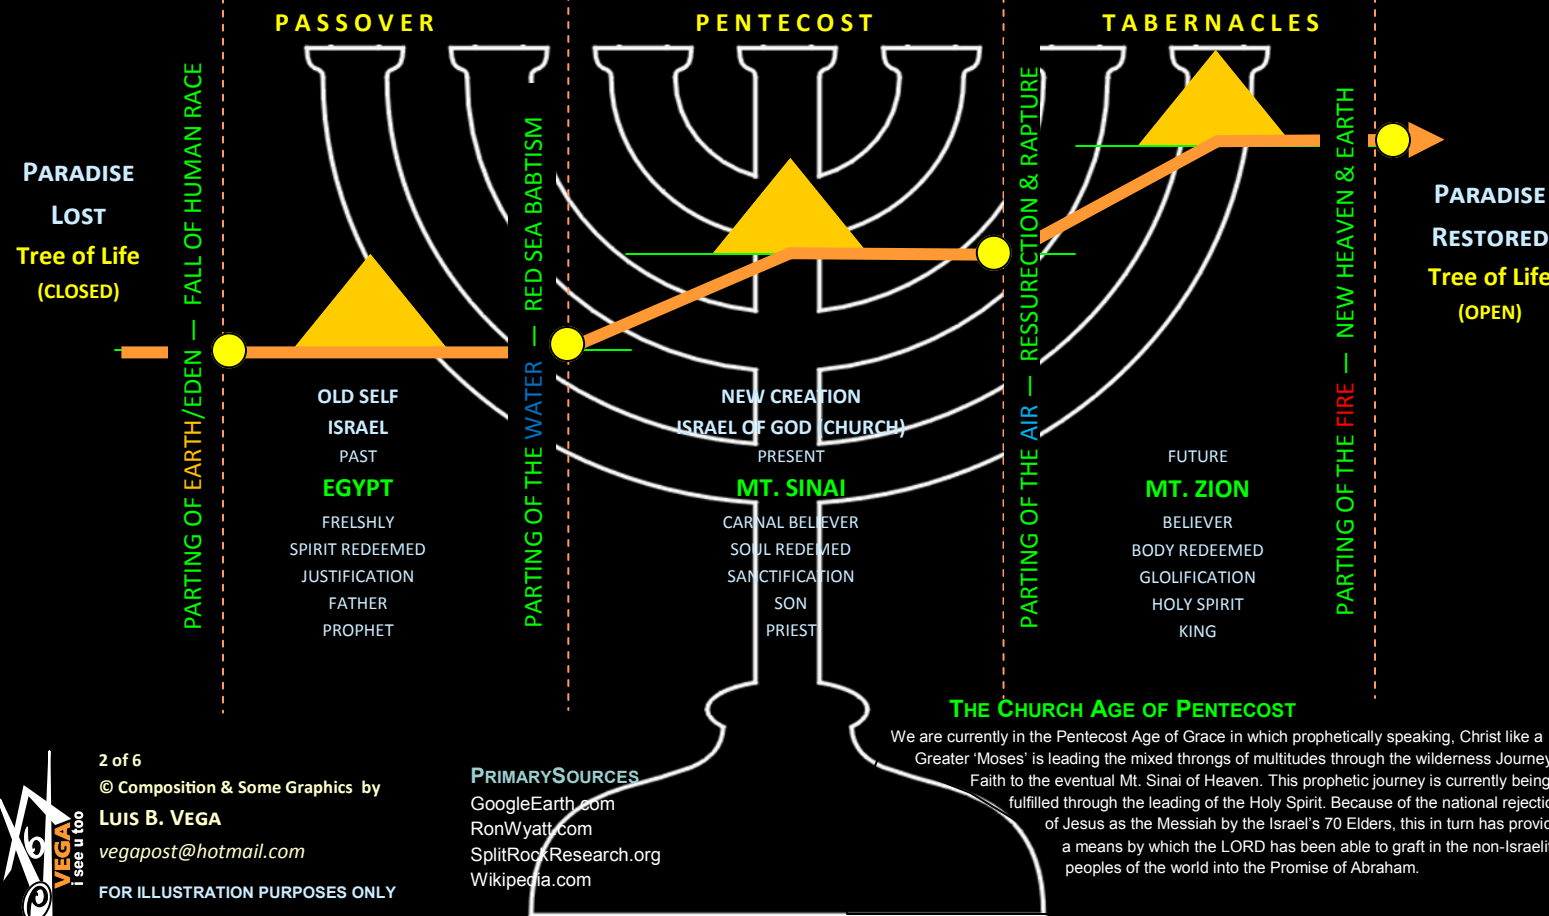 PASSOVER
PENTECOST
TABERNACLES
PARADISE
LOST
Tree of Life
(CLOSED)
PARTING OF EARTH/EDEN — FALL OF HUMAN RACE
OLD SELF
ISRAEL
PAST
EGYPT
FRELSHLY
SPIRIT REDEEMED
JUSTIFICATION
FATHER
PROPHET
PARTING OF THE WATER — RED SEA BABTISM
NEW CREATION
ISRAEL OF GOD (CHURCH)
PRESENT
MT. SINAI
CARNAL BELIEVER
SOUL REDEMED
SANCTIFICATION
SON
PRIEST
PARTING OF THE AIR — RESSURECTION & RAPTURE
FUTURE
MT. ZION
BELIEVER
BODY REDEEMED
GLOLIFICATION
HOLY SPIRIT
KING
PARTING OF THE FIRE — NEW HEAVEN & EARTH
PARADISE
RESTORED
Tree of Life
(OPEN)
VEGA
i see u too
2 of 6
© Composition & Some Graphics by
LUIS B. VEGA
vegapost@hotmail.com
FOR ILLUSTRATION PURPOSES ONLY
PRIMARYSOURCES
GoogleEarth.com
RonWyatt.com
SplitRockResearch.org
Wikipedia.com
THE CHURCH AGE OF PENTECOST
We are currently in the Pentecost Age of Grace in which prophetically speaking, Christ like a
Greater ‘Moses’ is leading the mixed throngs of multitudes through the wilderness Journey
Faith to the eventual Mt. Sinai of Heaven. This prophetic journey is currently being
fulfilled through the leading of the Holy Spirit. Because of the national rejectio
of Jesus as the Messiah by the Israel’s 70 Elders, this in turn has provid
a means by which the LORD has been able to graft in the non-Israeli
peoples of the world into the Promise of Abraham.